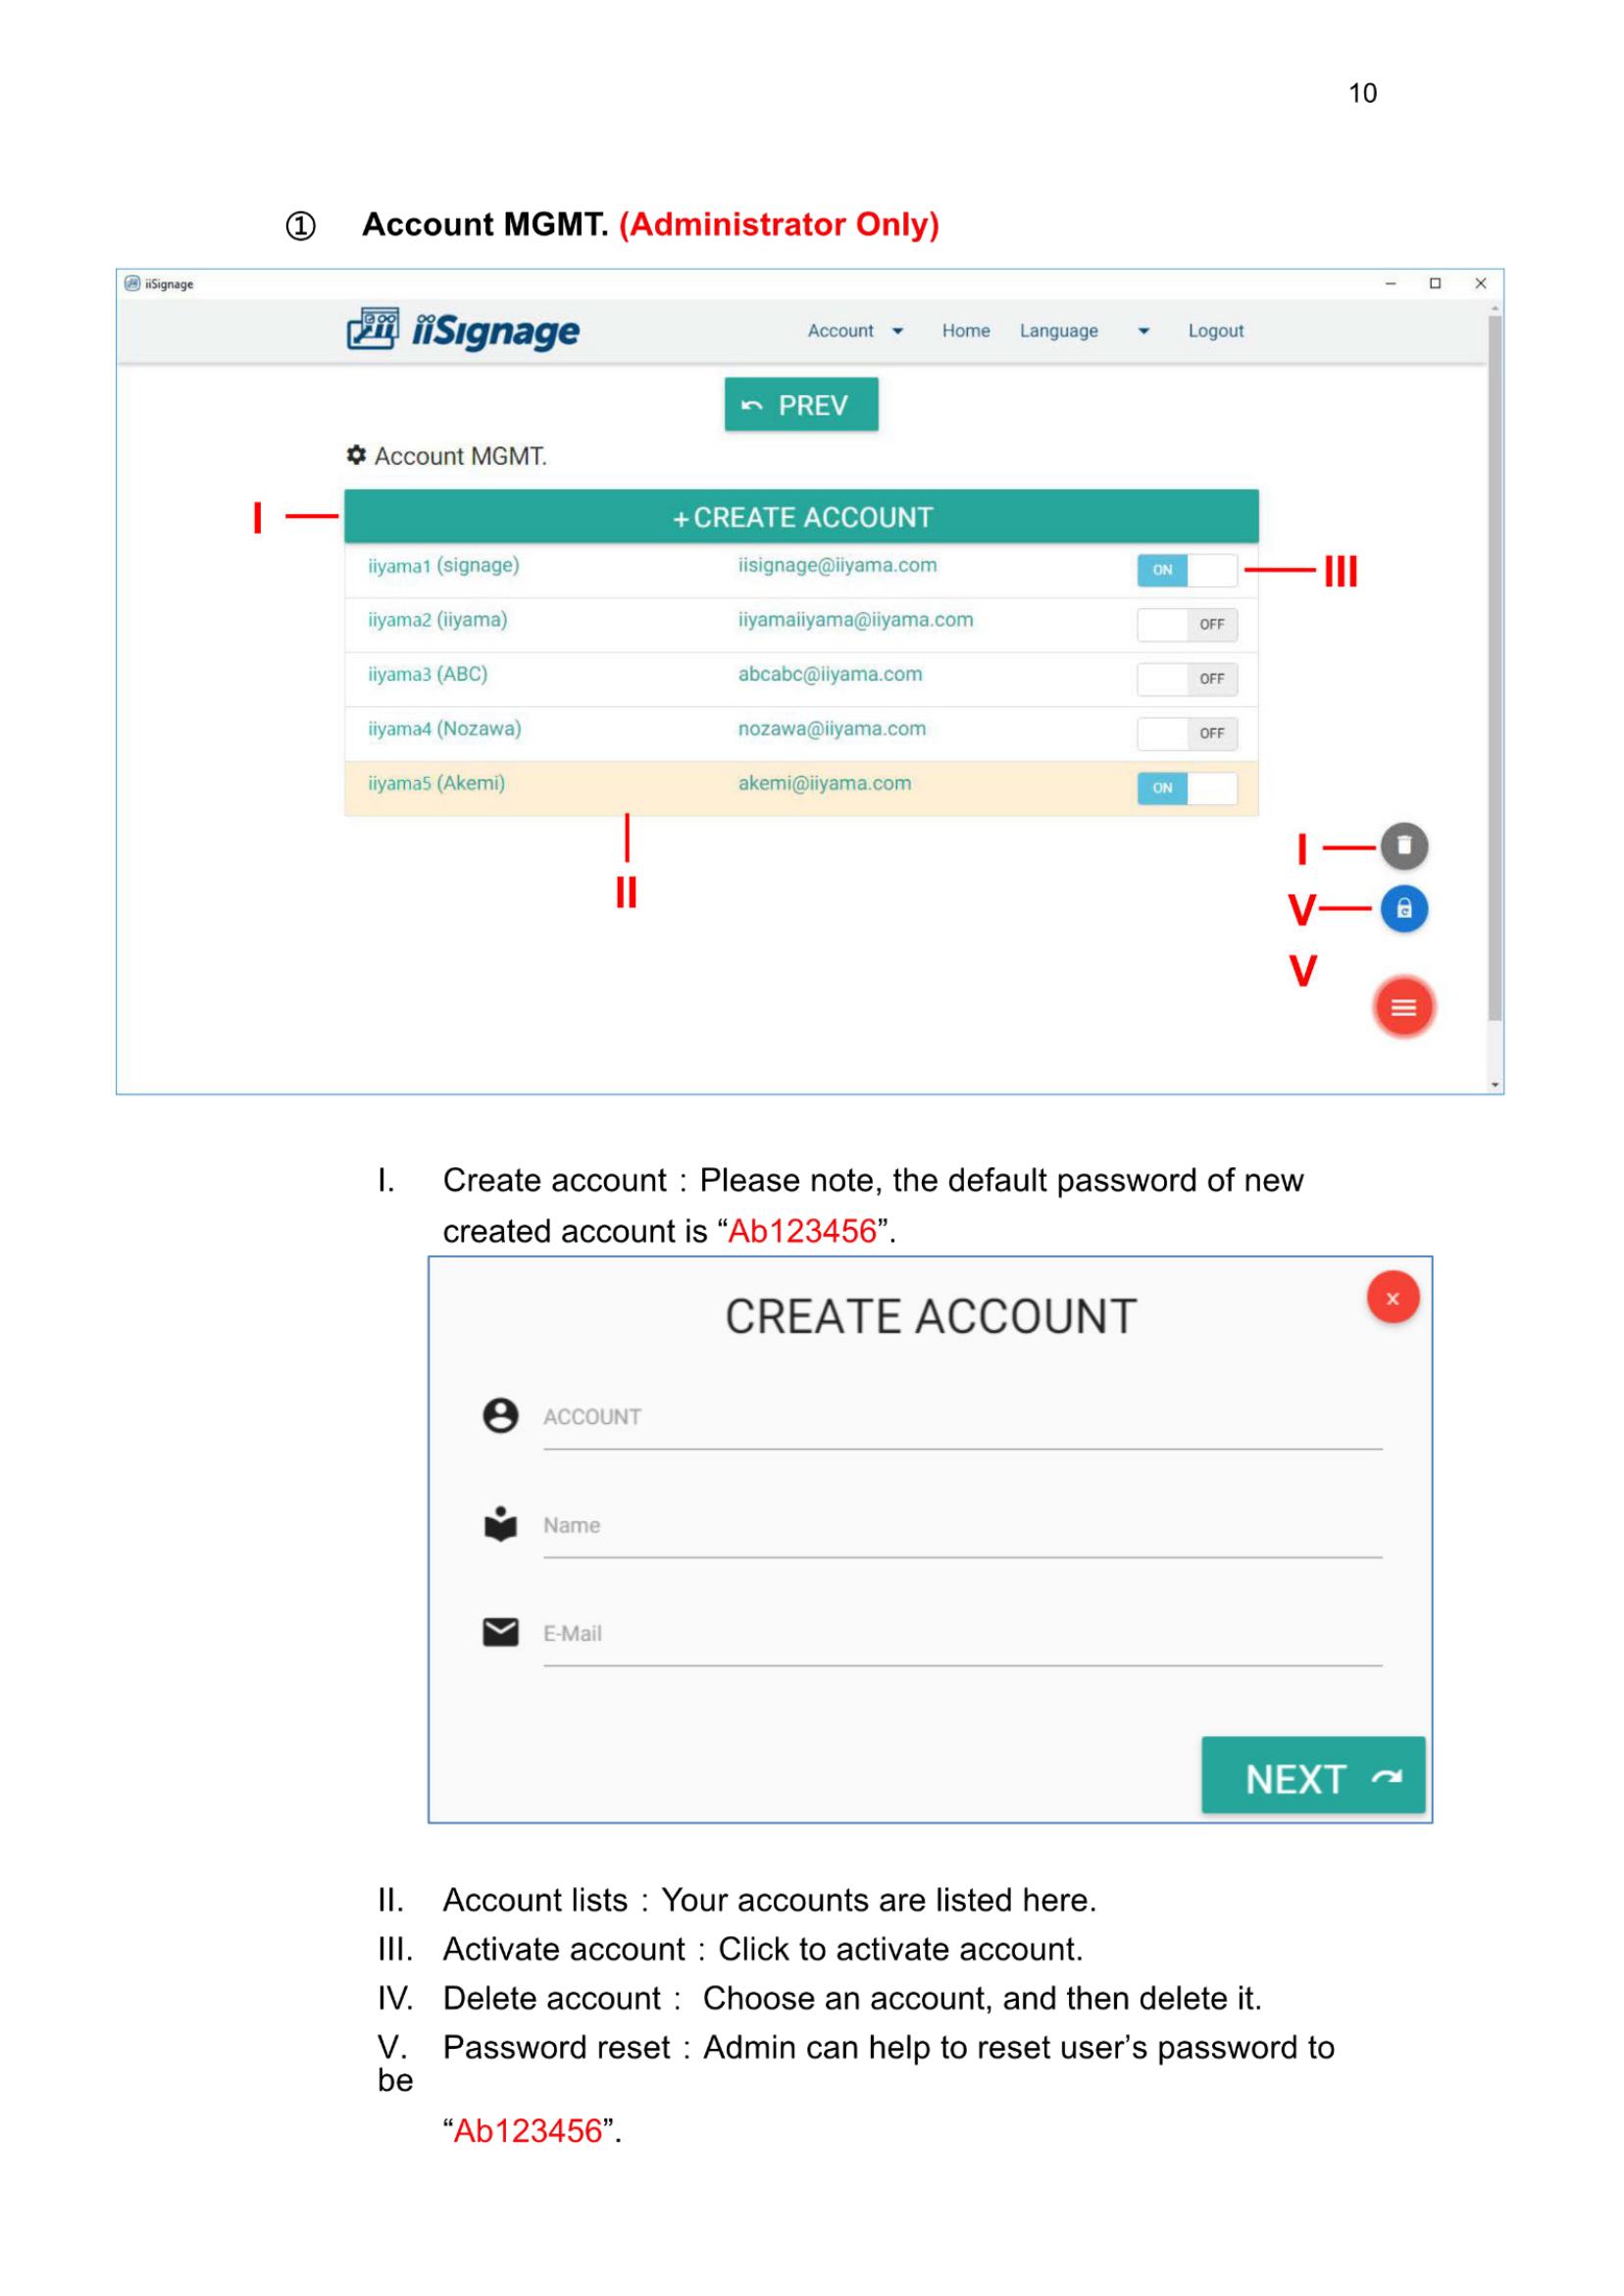 10
① Account MGMT. (Administrator Only)
iiSignage
iiSignage
Account Home Language Logout
PREV
Account MGMT.
I
+CREATE ACCOUNT
iiyama1 (signage) iisignage@iiyama.com ON
III
iiyama2 (iiyama) iiyamaiiyama@iiyama.com OFF
iiyama3 (ABC) abcabc@iiyama.com OFF
iiyama4 (Nozawa) nozawa@iiyama.com OFF
iiyama5 (Akemi) akemi@iiyama.com ON
I
II
V
V
I. Create account：Please note, the default password of new
created account is “Ab123456”.
CREATE ACCOUNT
x
ACCOUNT
Name
E-Mail
NEXT
II. Account lists：Your accounts are listed here.
III. Activate account：Click to activate account.
IV. Delete account： Choose an account, and then delete it.
V. Password reset：Admin can help to reset user’s password to
be
“Ab123456”.